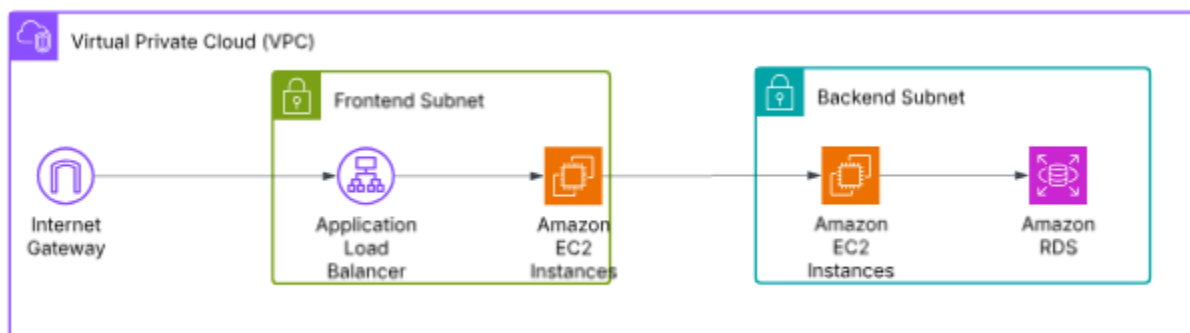 Virtual Private Cloud (VPC)
Frontend Subnet
Backend Subnet
Internet
Gateway
Application
Load
Balancer
Amazon
EC2
Instances
Amazon
EC2
Instances
Amazon
RDS